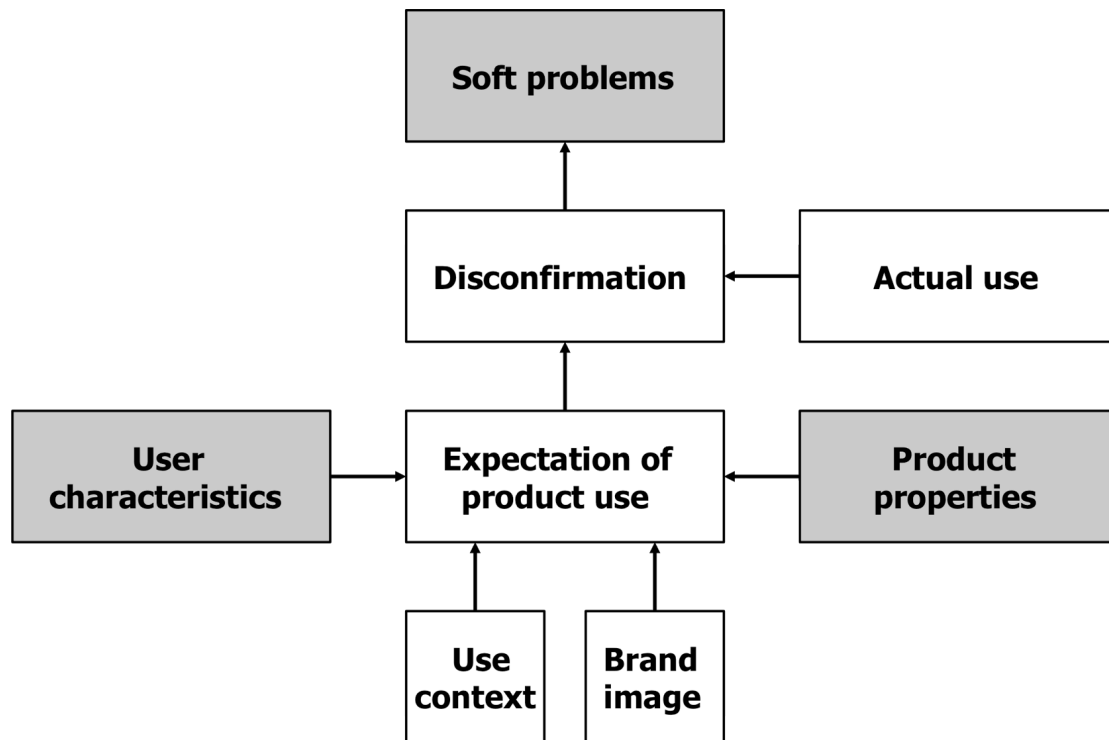 Soft problems
Disconfirmation
Actual use
User
characteristics
Expectation of
product use
Product
properties
Use
context
Brand
image